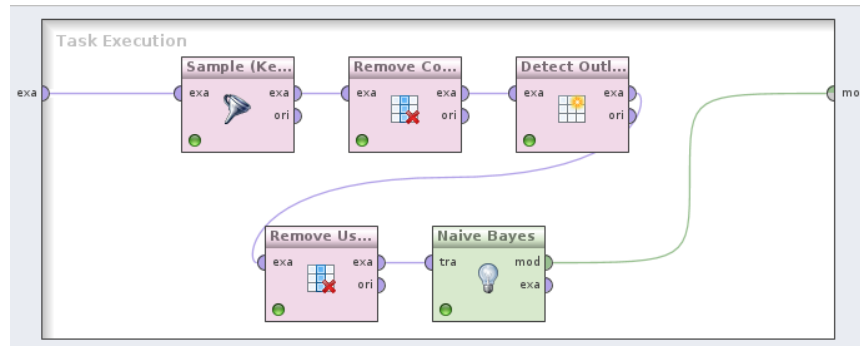 Task Execution
Sample (Ke...
exa exa
ori
Remove Co...
exa exa
ori
Detect Outl...
exa exa
ori
exa
mo
Remove Us...
exa exa
ori
Naive Bayes
tra mod
exa